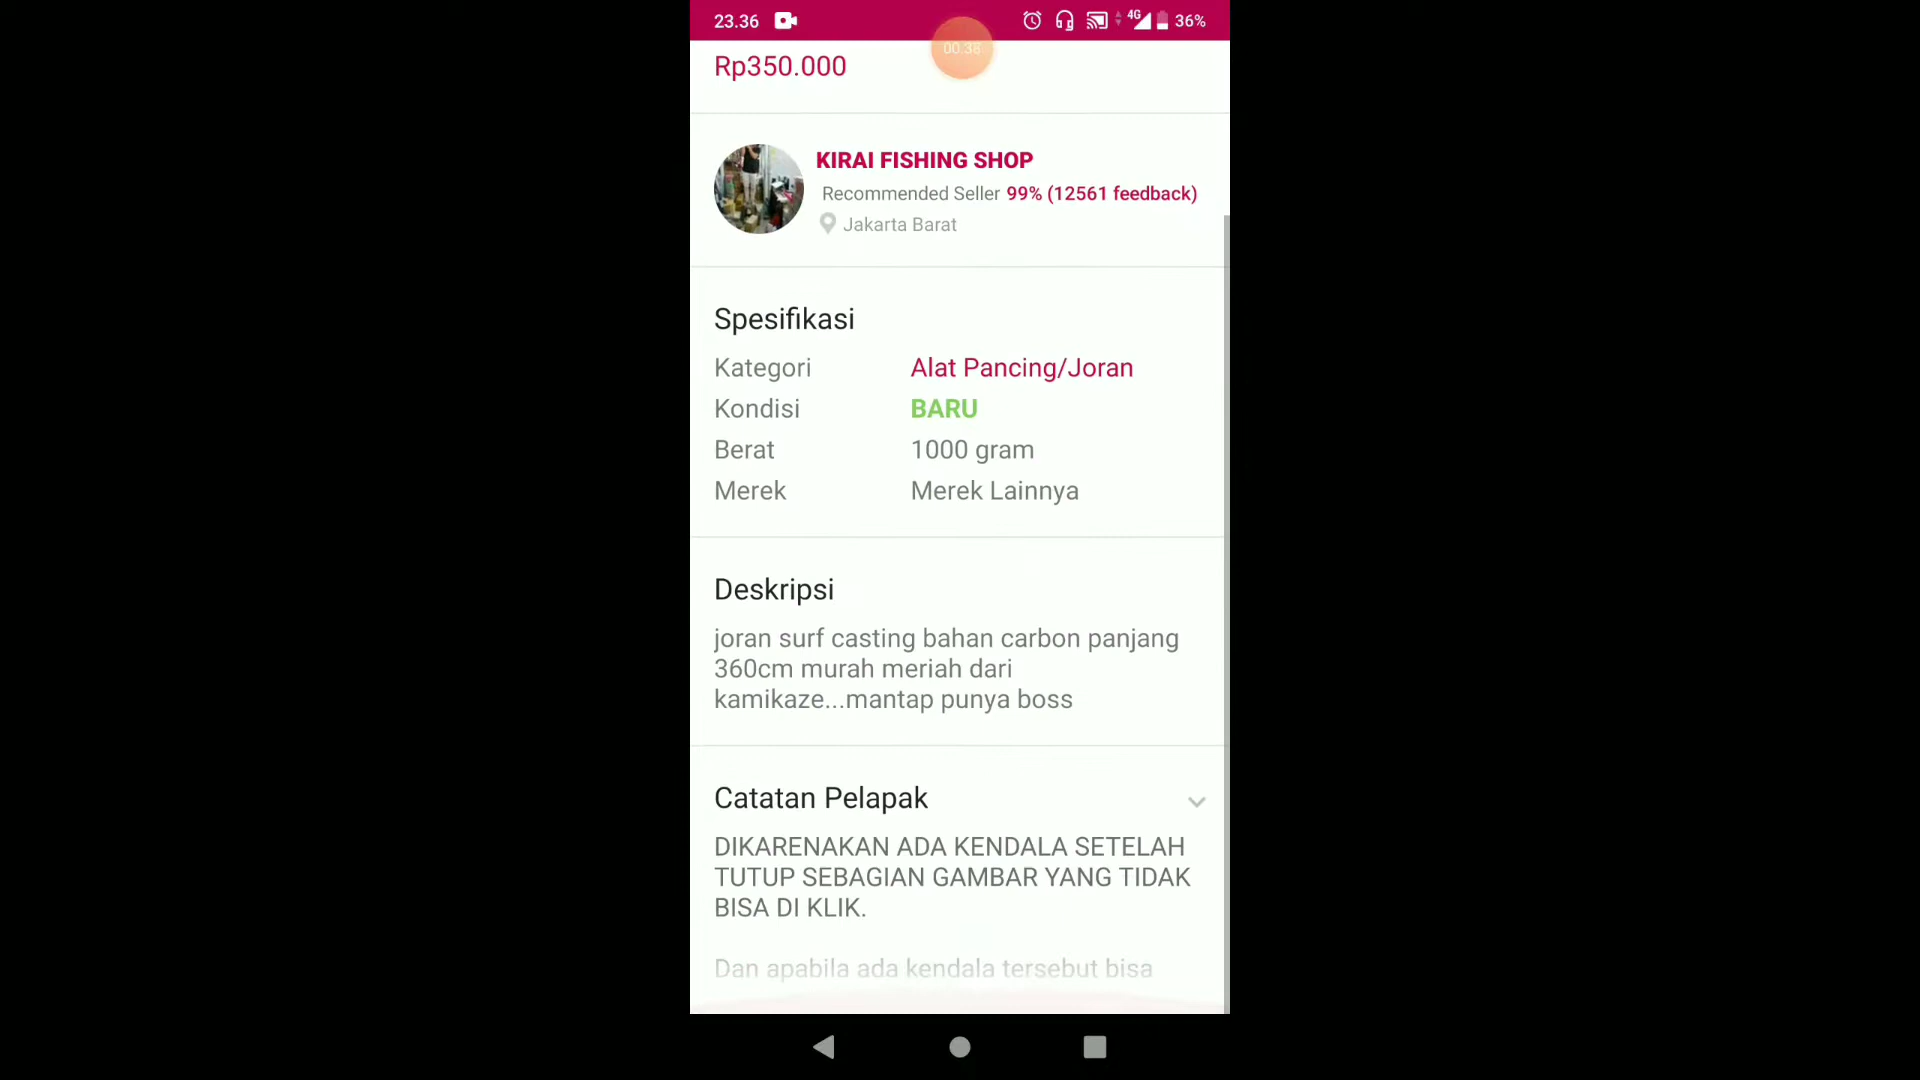 23.36
4G
36%
00:36
Rp350.000
KIRAI FISHING SHOP
Recommended Seller 99% (12561 feedback)
Jakarta Barat
Spesifikasi
Kategori Alat Pancing/Joran
Kondisi BARU
Berat 1000 gram
Merek Merek Lainnya
Deskripsi
joran surf casting bahan carbon panjang
360cm murah meriah dari
kamikaze...mantap punya boss
Catatan Pelapak
DIKARENAKAN ADA KENDALA SETELAH
TUTUP SEBAGIAN GAMBAR YANG TIDAK
BISA DI KLIK.
Dan apabila ada kendala tersebut bisa